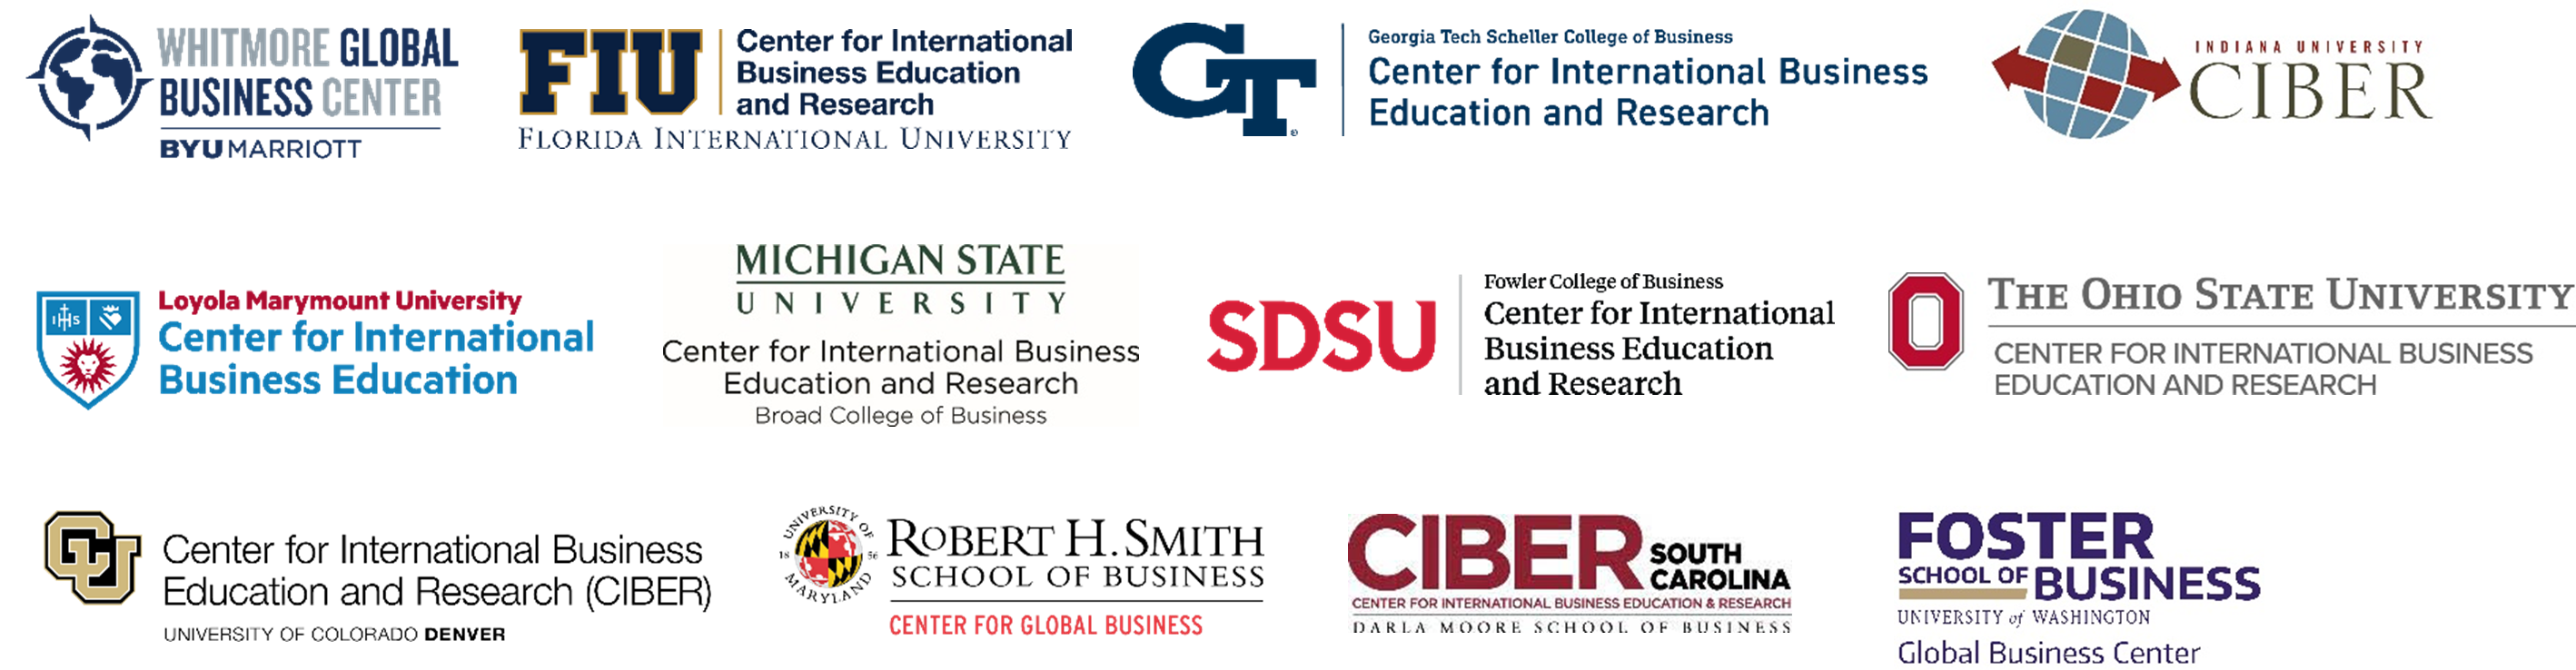 WHITMORE GLOBAL
BUSINESS CENTER
BYU MARRIOTT
FIU
Center for International
Business Education
and Research
FLORIDA INTERNATIONAL UNIVERSITY
GT
®
Georgia Tech Scheller College of Business
Center for International Business
Education and Research
INDIANA UNIVERSITY
CIBER
IHS
Loyola Marymount University
Center for International
Business Education
MICHIGAN STATE
UNIVERSITY
Center for International Business
Education and Research
Broad College of Business
SDSU
Fowler College of Business
Center for International
Business Education
and Research
O
THE OHIO STATE UNIVERSITY
CENTER FOR INTERNATIONAL BUSINESS
EDUCATION AND RESEARCH
CU
Center for International Business
Education and Research (CIBER)
UNIVERSITY OF COLORADO DENVER
UNIVERSITY OF
18 56
MARYLAND
ROBERT H. SMITH
SCHOOL OF BUSINESS
CENTER FOR GLOBAL BUSINESS
CIBER SOUTH
CAROLINA
CENTER FOR INTERNATIONAL BUSINESS EDUCATION & RESEARCH
DARLA MOORE SCHOOL OF BUSINESS
FOSTER
SCHOOL OF BUSINESS
UNIVERSITY of WASHINGTON
Global Business Center